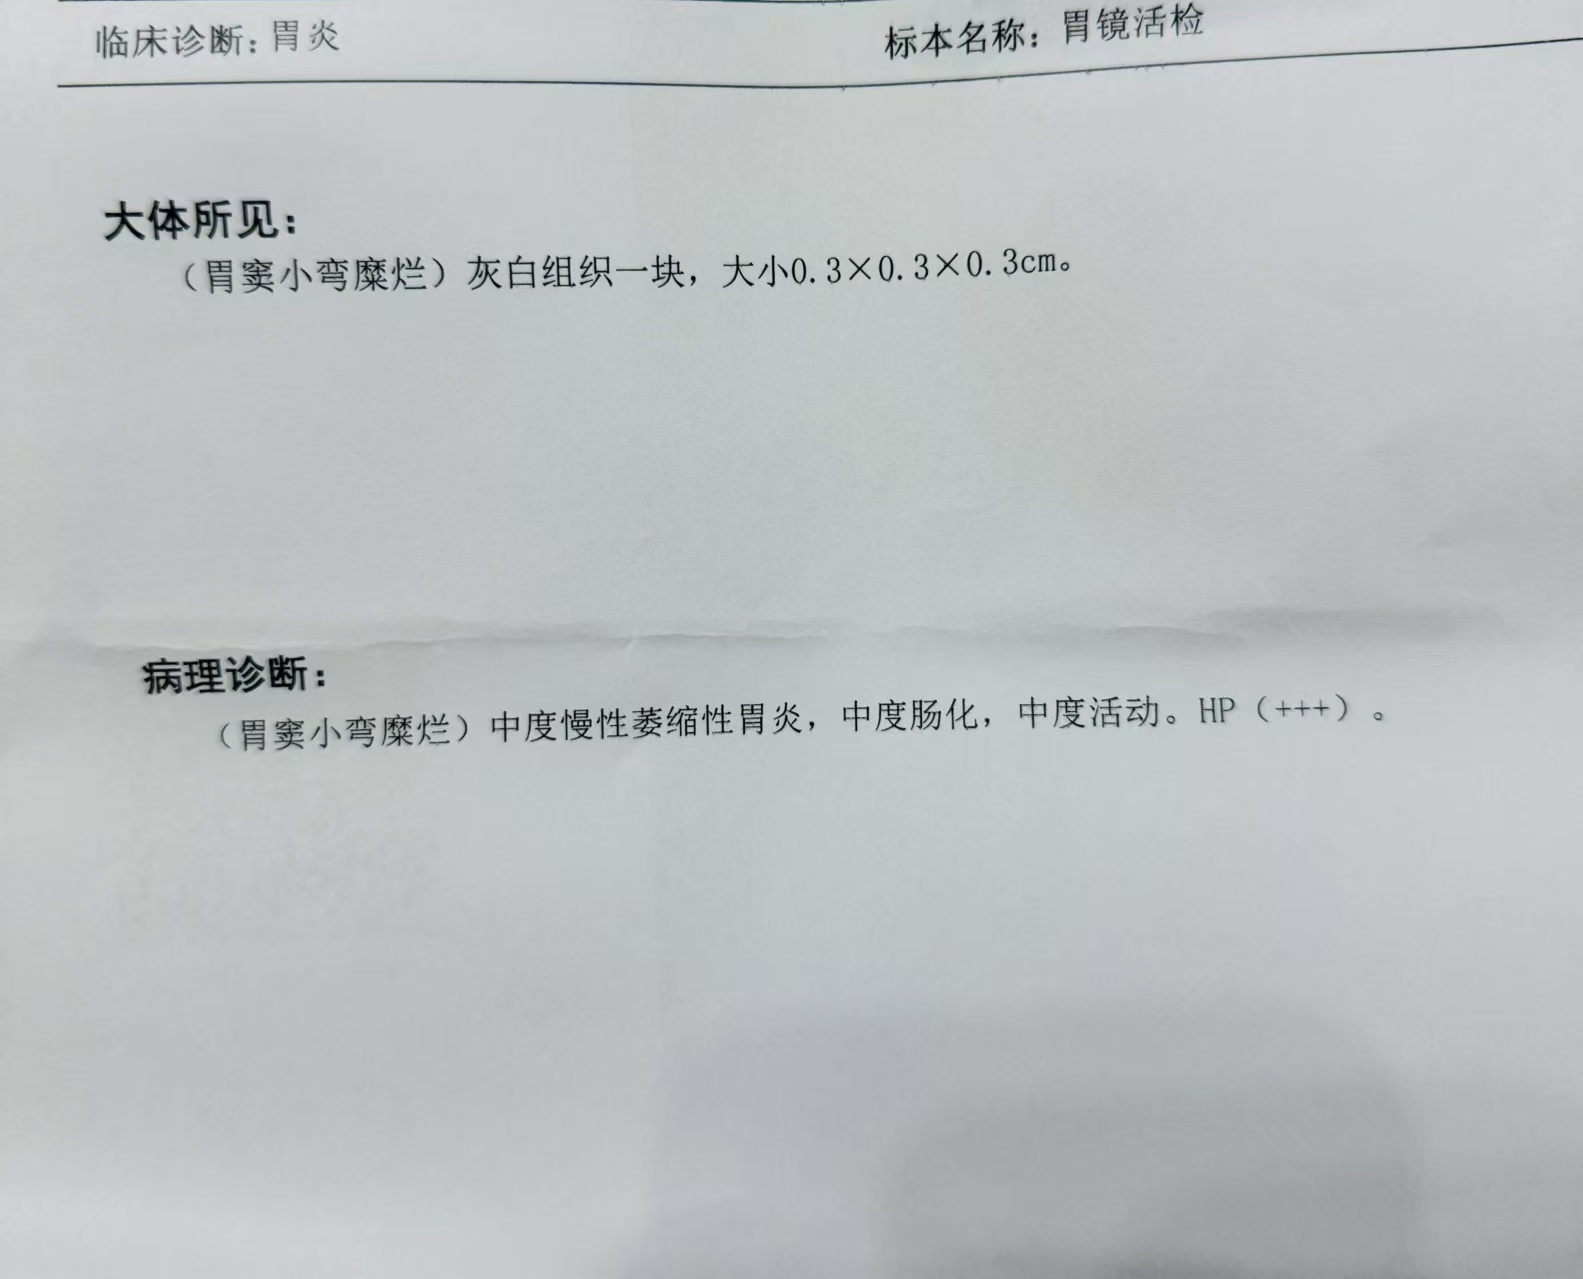 临床诊断：胃炎
标本名称：胃镜活检
大体所见：
（胃窦小弯糜烂）灰白组织一块，大小0.3×0.3×0.3cm。
病理诊断：
（胃窦小弯糜烂）中度慢性萎缩性胃炎，中度肠化，中度活动。HP（+++）。